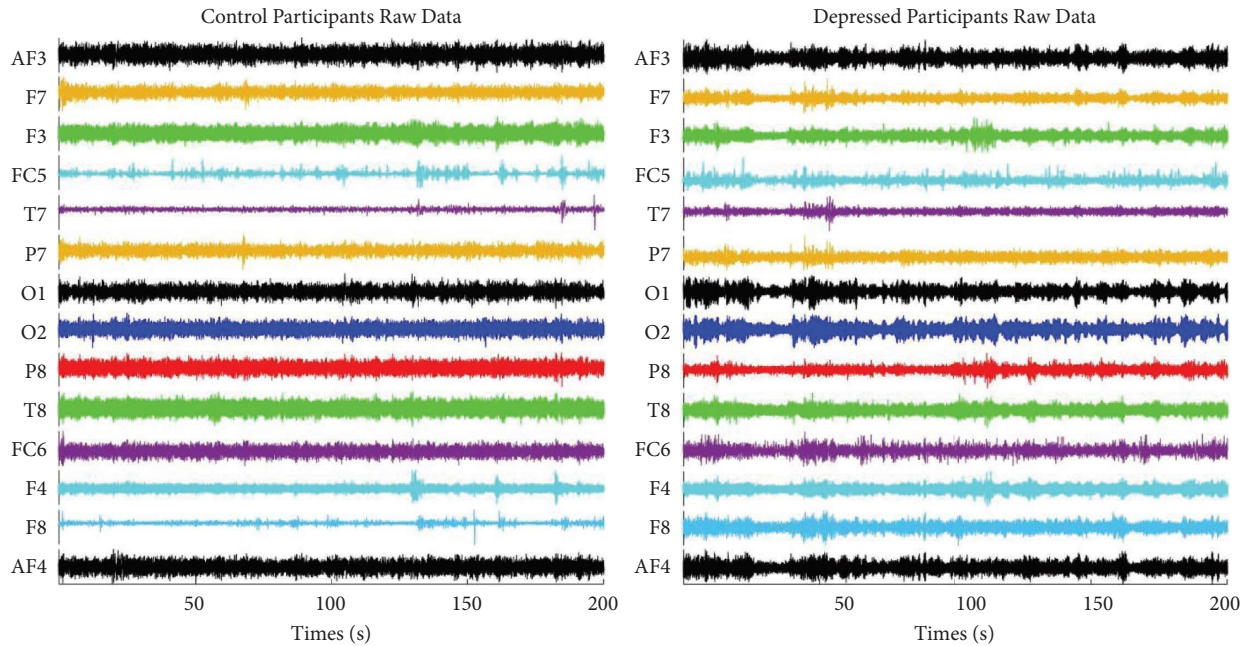 Control Participants Raw Data
AF3
F7
F3
FC5
T7
P7
O1
O2
P8
T8
FC6
F4
F8
AF4
50 100 150 200
Times (s)
Depressed Participants Raw Data
AF3
F7
F3
FC5
T7
P7
O1
O2
P8
T8
FC6
F4
F8
AF4
50 100 150 200
Times (s)